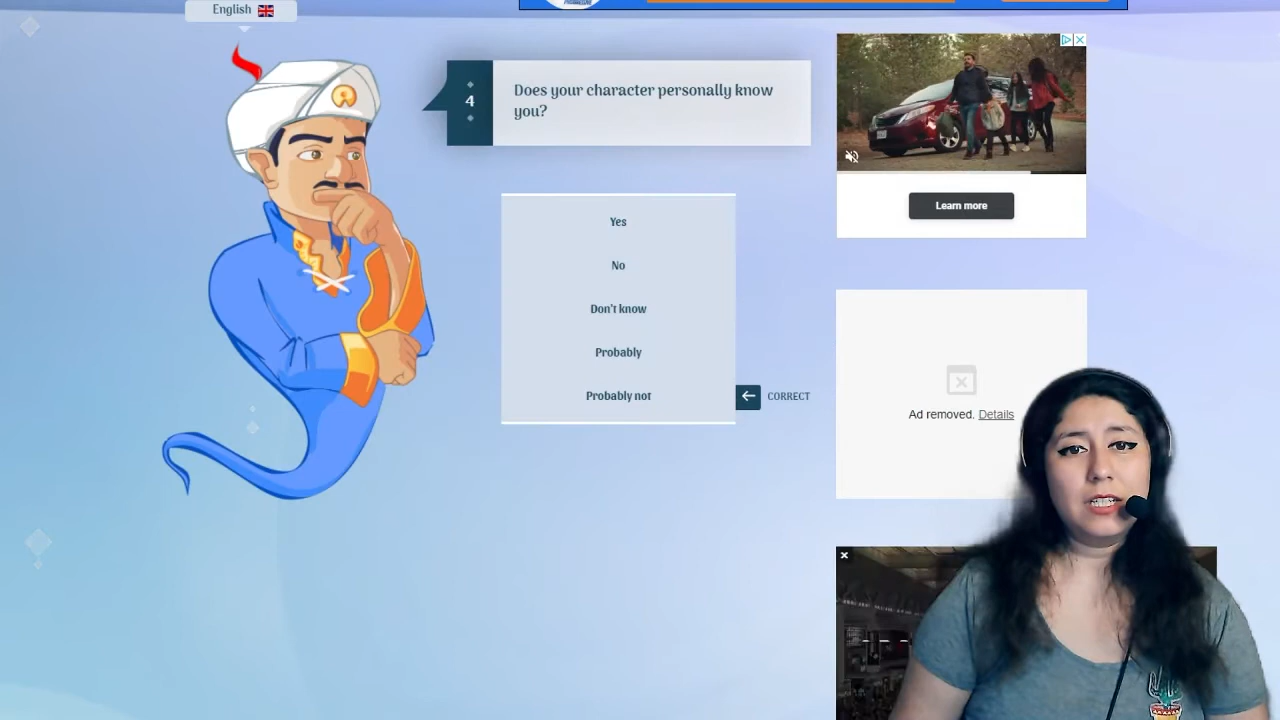 English
4
Does your character personally know
you?
Yes
No
Don't know
Probably
Probably not
CORRECT
Learn more
Ad removed. Details